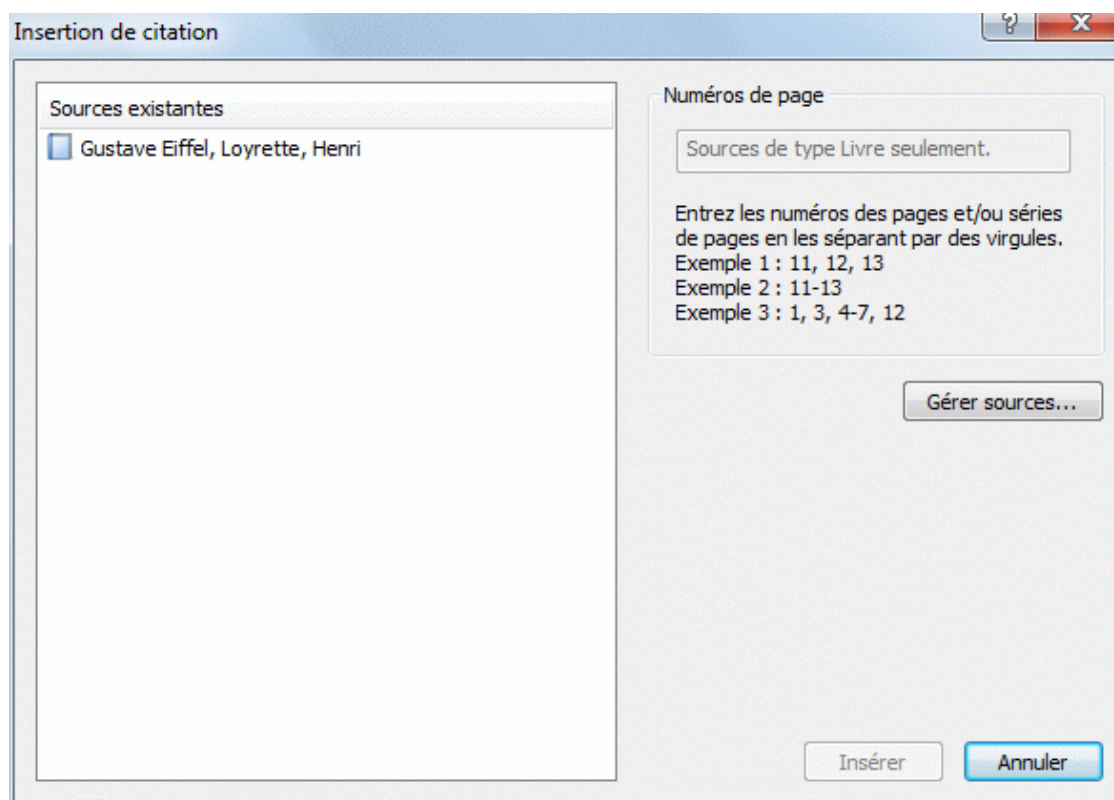 Insertion de citation
Sources existantes
Gustave Eiffel, Loyrette, Henri
Numéros de page
Sources de type Livre seulement.
Entrez les numéros des pages et/ou séries
de pages en les séparant par des virgules.
Exemple 1 : 11, 12, 13
Exemple 2 : 11-13
Exemple 3 : 1, 3, 4-7, 12
Gérer sources...
Insérer
Annuler